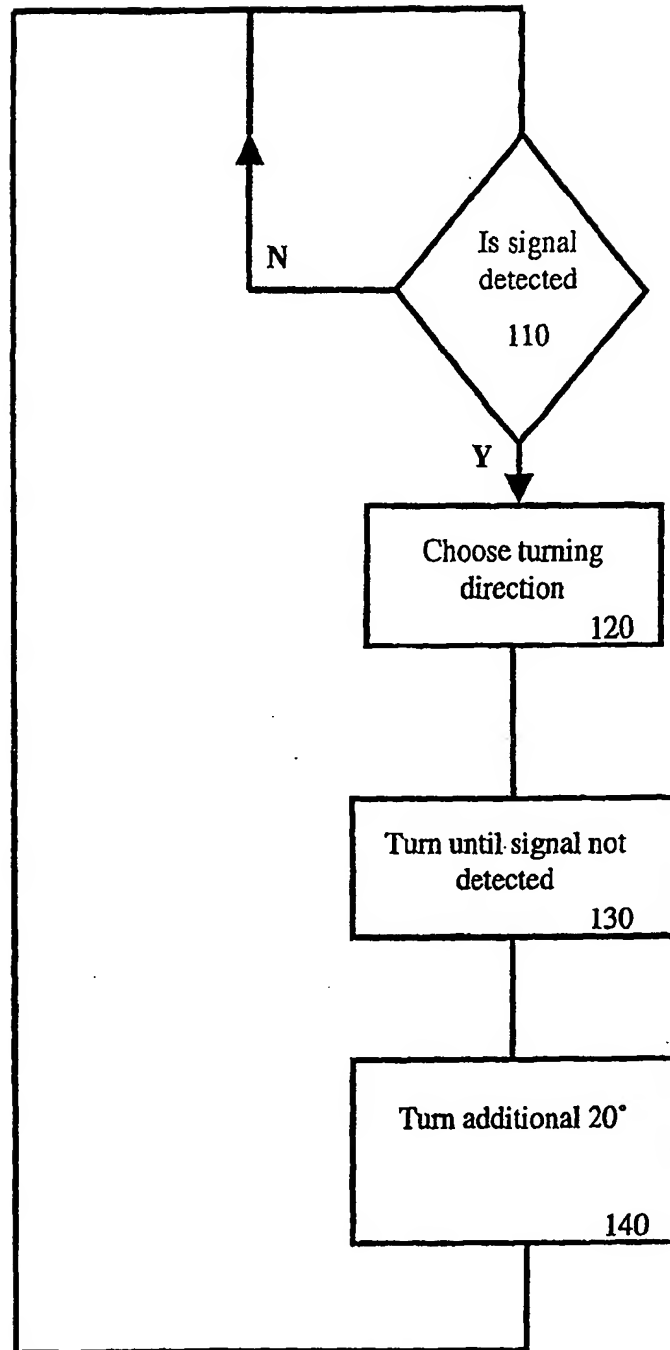 Is signal
detected
110
N
Y
Choose turning
direction
120
Turn until signal not
detected
130
Turn additional 20°
140